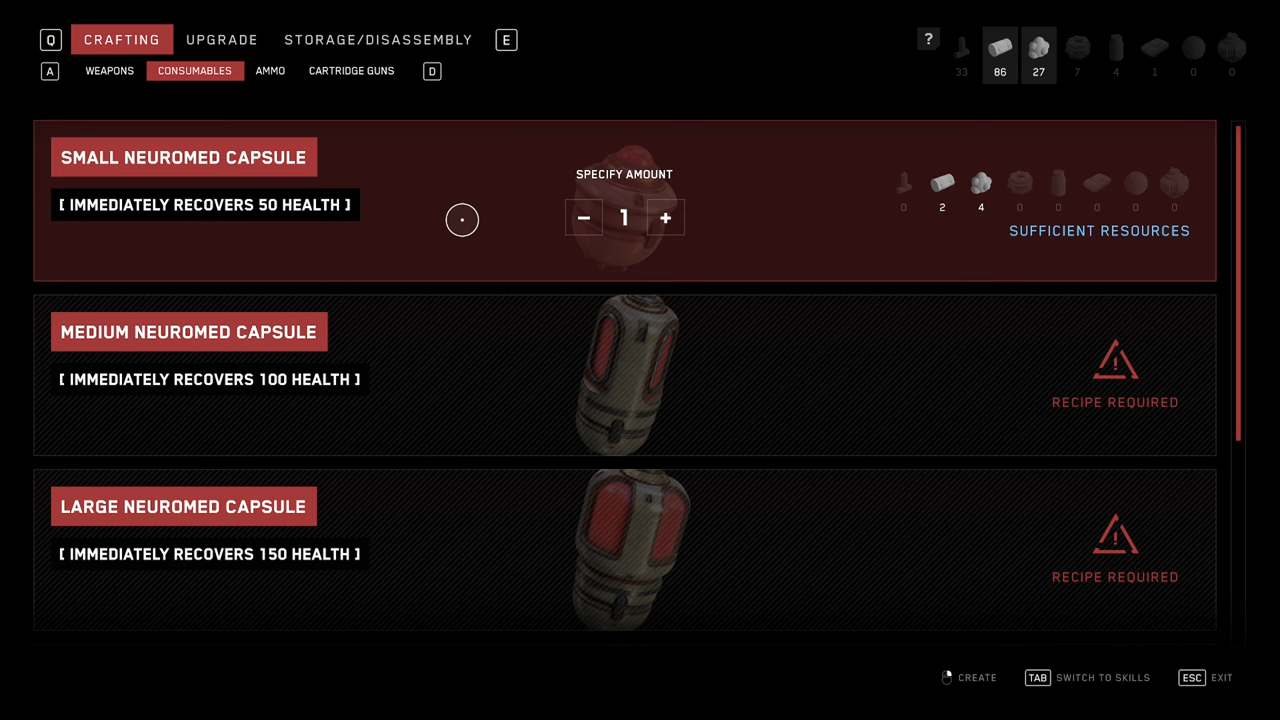 Q CRAFTING UPGRADE STORAGE/DISASSEMBLY E
A WEAPONS CONSUMABLES AMMO CARTRIDGE GUNS D
?
33 86 27 7 4 1 0 0
SMALL NEUROMED CAPSULE
[ IMMEDIATELY RECOVERS 50 HEALTH ]
SPECIFY AMOUNT
− 1 +
0 2 4 0 0 0 0 0
SUFFICIENT RESOURCES
MEDIUM NEUROMED CAPSULE
[ IMMEDIATELY RECOVERS 100 HEALTH ]
!
RECIPE REQUIRED
LARGE NEUROMED CAPSULE
[ IMMEDIATELY RECOVERS 150 HEALTH ]
!
RECIPE REQUIRED
CREATE TAB SWITCH TO SKILLS ESC EXIT